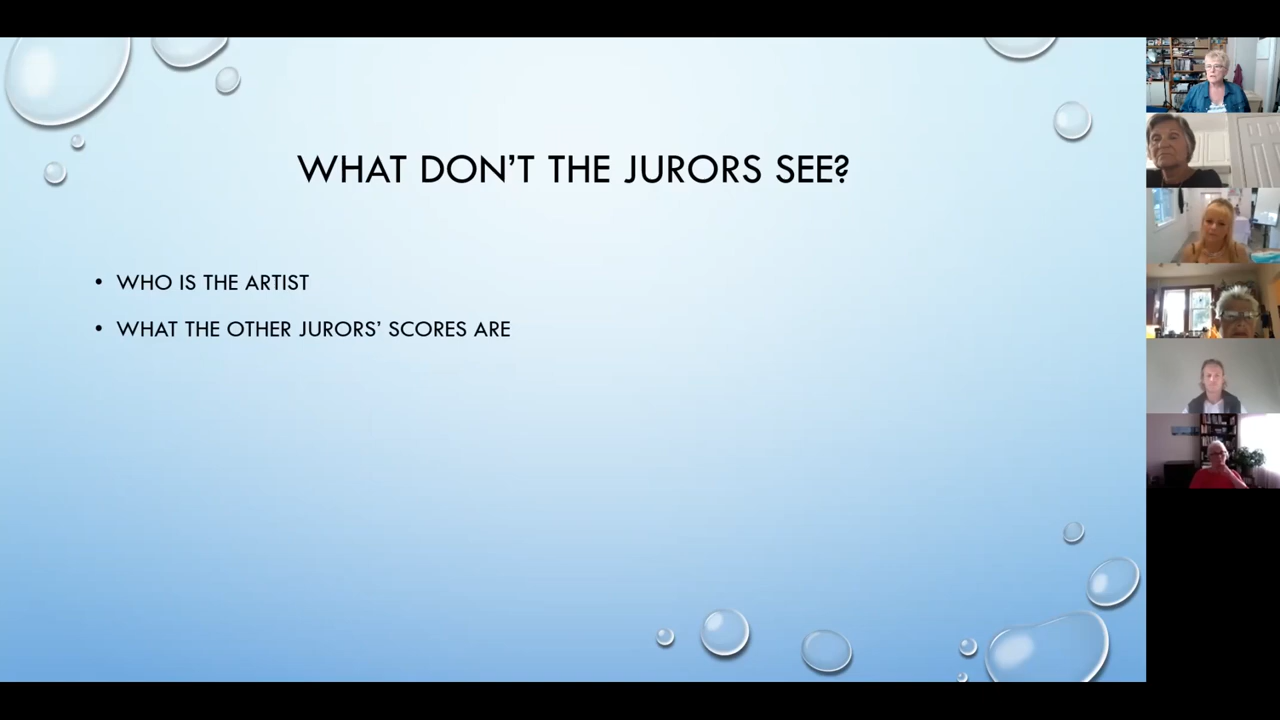 WHAT DON’T THE JURORS SEE?
• WHO IS THE ARTIST
• WHAT THE OTHER JURORS’ SCORES ARE